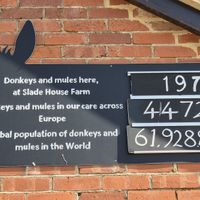 Donkeys and mules here,
at Slade House Farm
197
keys and mules in our care across
Europe
4472
bal population of donkeys and
mules in the World
61.928